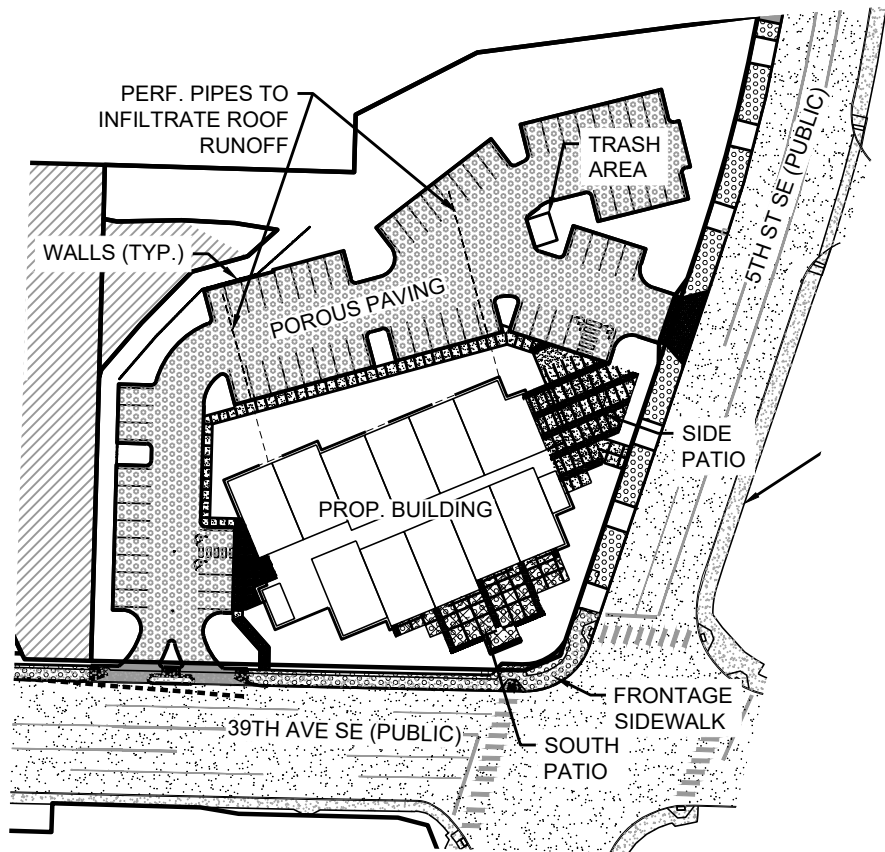 PERF. PIPES TO
INFILTRATE ROOF
RUNOFF
TRASH
AREA
5TH ST SE (PUBLIC)
WALLS (TYP.)
POROUS PAVING
SIDE
PATIO
PROP. BUILDING
FRONTAGE
SIDEWALK
39TH AVE SE (PUBLIC)
SOUTH
PATIO